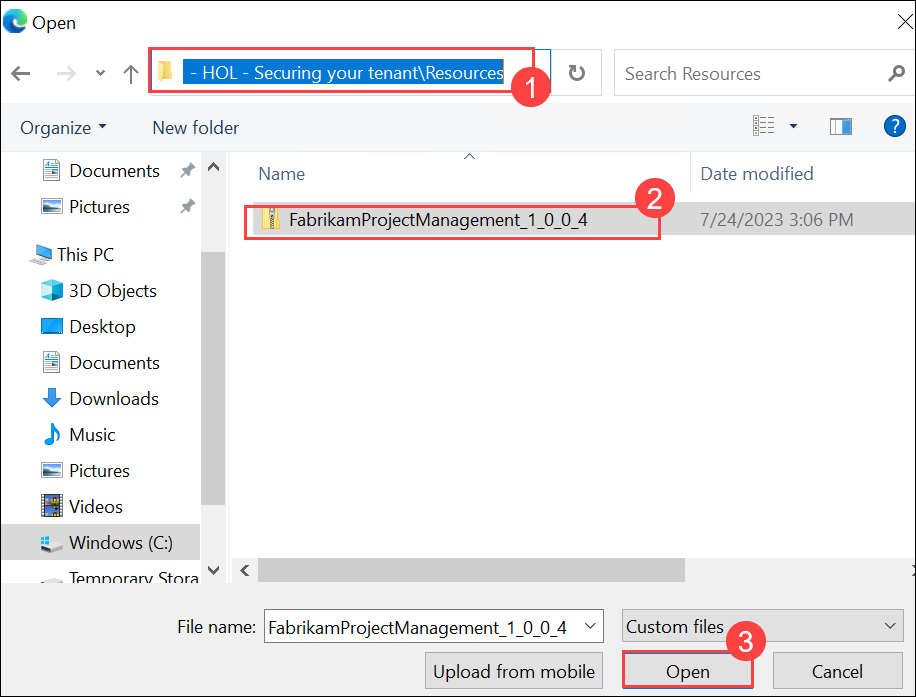 Open
- HOL - Securing your tenant\Resources
1
Search Resources
Organize
New folder
?
Documents
Pictures
This PC
3D Objects
Desktop
Documents
Downloads
Music
Pictures
Videos
Windows (C:)
Temporary Stora
Name
Date modified
2
FabrikamProjectManagement_1_0_0_4
7/24/2023 3:06 PM
File name:
FabrikamProjectManagement_1_0_0_4
Custom files
3
Upload from mobile
Open
Cancel